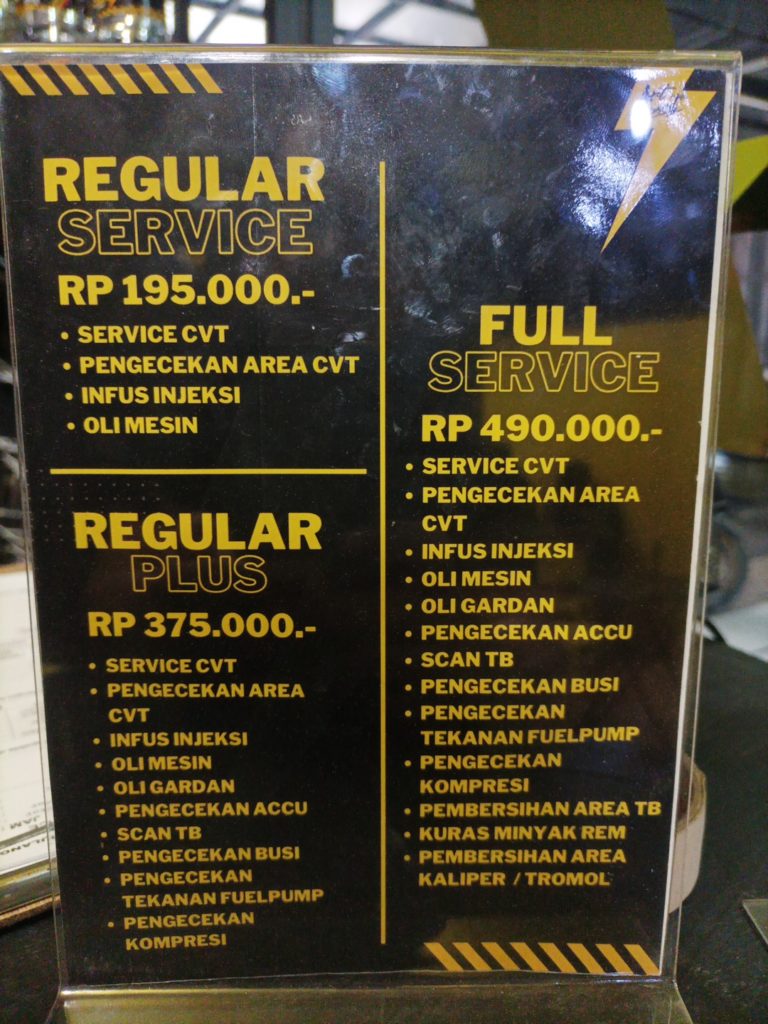 REGULAR
SERVICE
RP 195.000.-
• SERVICE CVT
• PENGECEKAN AREA CVT
• INFUS INJEKSI
• OLI MESIN
REGULAR
PLUS
RP 375.000.-
• SERVICE CVT
• PENGECEKAN AREA
CVT
• INFUS INJEKSI
• OLI MESIN
• OLI GARDAN
• PENGECEKAN ACCU
• SCAN TB
• PENGECEKAN BUSI
• PENGECEKAN
TEKANAN FUELPUMP
• PENGECEKAN
KOMPRESI
FULL
SERVICE
RP 490.000.-
• SERVICE CVT
• PENGECEKAN AREA
CVT
• INFUS INJEKSI
• OLI MESIN
• OLI GARDAN
• PENGECEKAN ACCU
• SCAN TB
• PENGECEKAN BUSI
• PENGECEKAN
TEKANAN FUELPUMP
• PENGECEKAN
KOMPRESI
• PEMBERSIHAN AREA TB
• KURAS MINYAK REM
• PEMBERSIHAN AREA
KALIPER / TROMOL